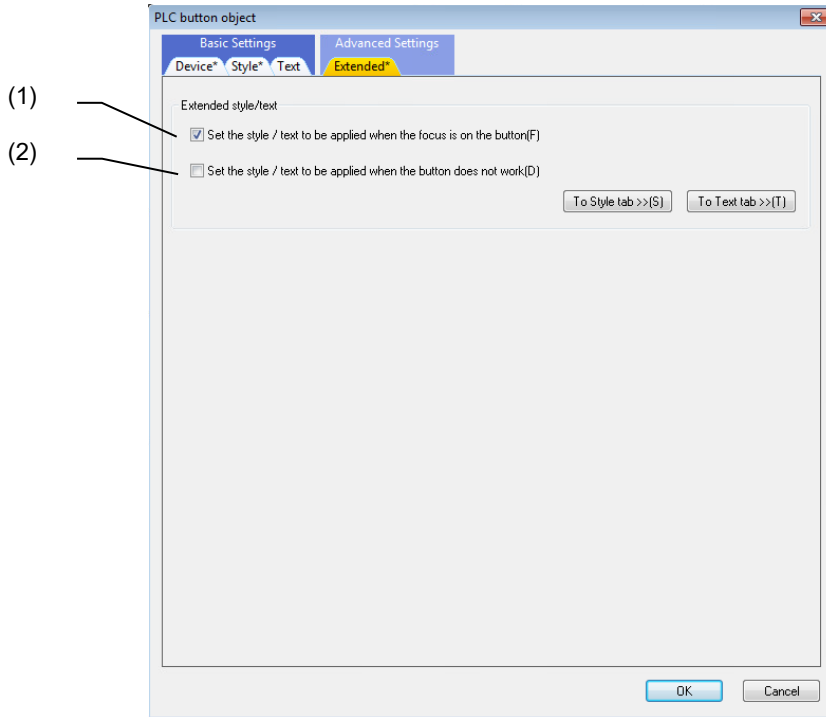 PLC button object
Basic Settings Advanced Settings
Device* Style* Text Extended*
(1)
Extended style/text
Set the style / text to be applied when the focus is on the button(F)
(2)
Set the style / text to be applied when the button does not work(D)
To Style tab >>(S) To Text tab >>(T)
OK Cancel